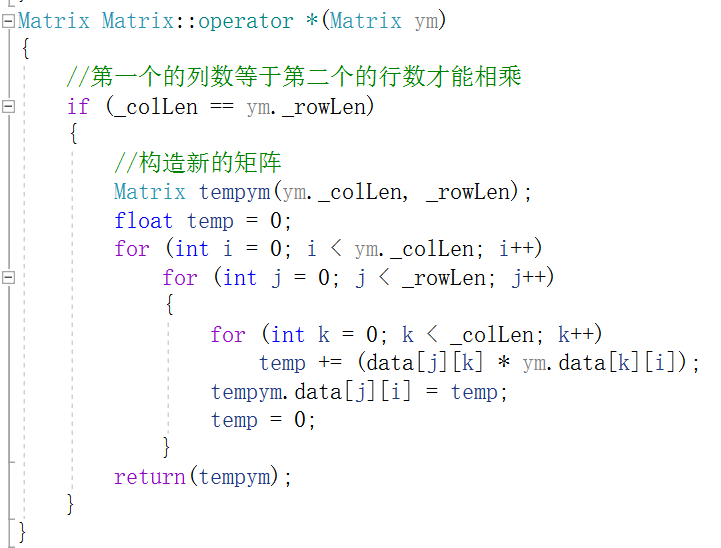 Matrix Matrix::operator *(Matrix ym)
{
    //第一个的列数等于第二个的行数才能相乘
    if (_colLen == ym._rowLen)
    {
        //构造新的矩阵
        Matrix tempym(ym._colLen, _rowLen);
        float temp = 0;
        for (int i = 0; i < ym._colLen; i++)
            for (int j = 0; j < _rowLen; j++)
            {
                for (int k = 0; k < _colLen; k++)
                    temp += (data[j][k] * ym.data[k][i]);
                tempym.data[j][i] = temp;
                temp = 0;
            }
        return(tempym);
    }
}